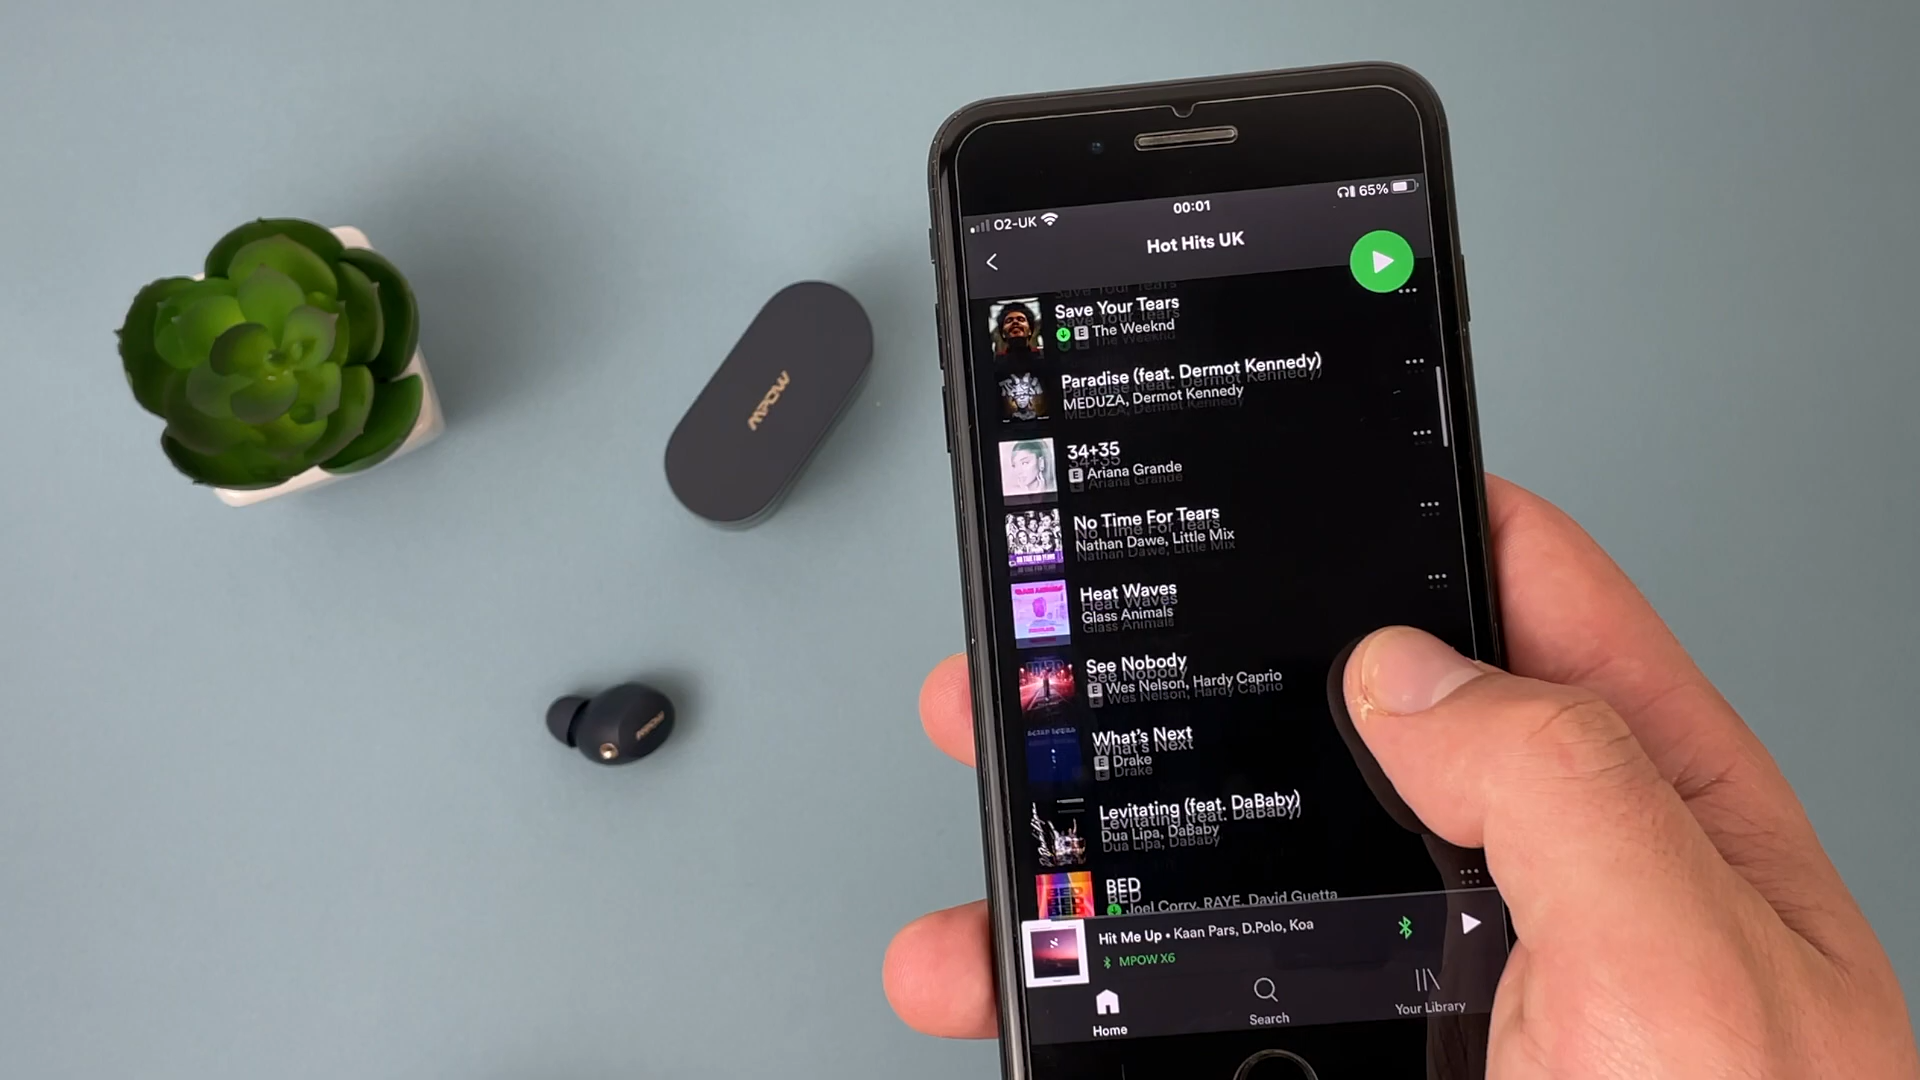 O2-UK
00:01
65%
Hot Hits UK
Save Your Tears
E The Weeknd
Paradise (feat. Dermot Kennedy)
MEDUZA, Dermot Kennedy
34+35
E Ariana Grande
No Time For Tears
Nathan Dawe, Little Mix
Heat Waves
Glass Animals
See Nobody
E Wes Nelson, Hardy Caprio
What's Next
E Drake
Levitating (feat. DaBaby)
Dua Lipa, DaBaby
BED
Joel Corry, RAYE, David Guetta
Hit Me Up • Kaan Pars, D.Polo, Koa
MPOW X6
Home
Search
Your Library
MPOW
MPOW